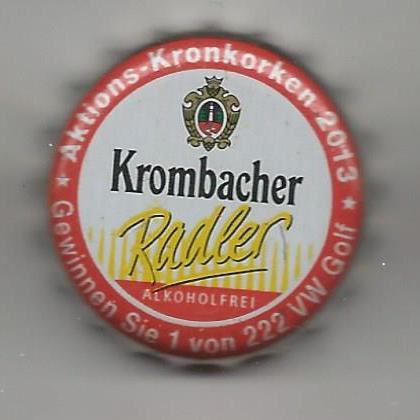 ★ Aktions-Kronkorken 2013 ★
Krombacher
Radler
ALKOHOLFREI
Gewinnen Sie 1 von 222 VW Golf